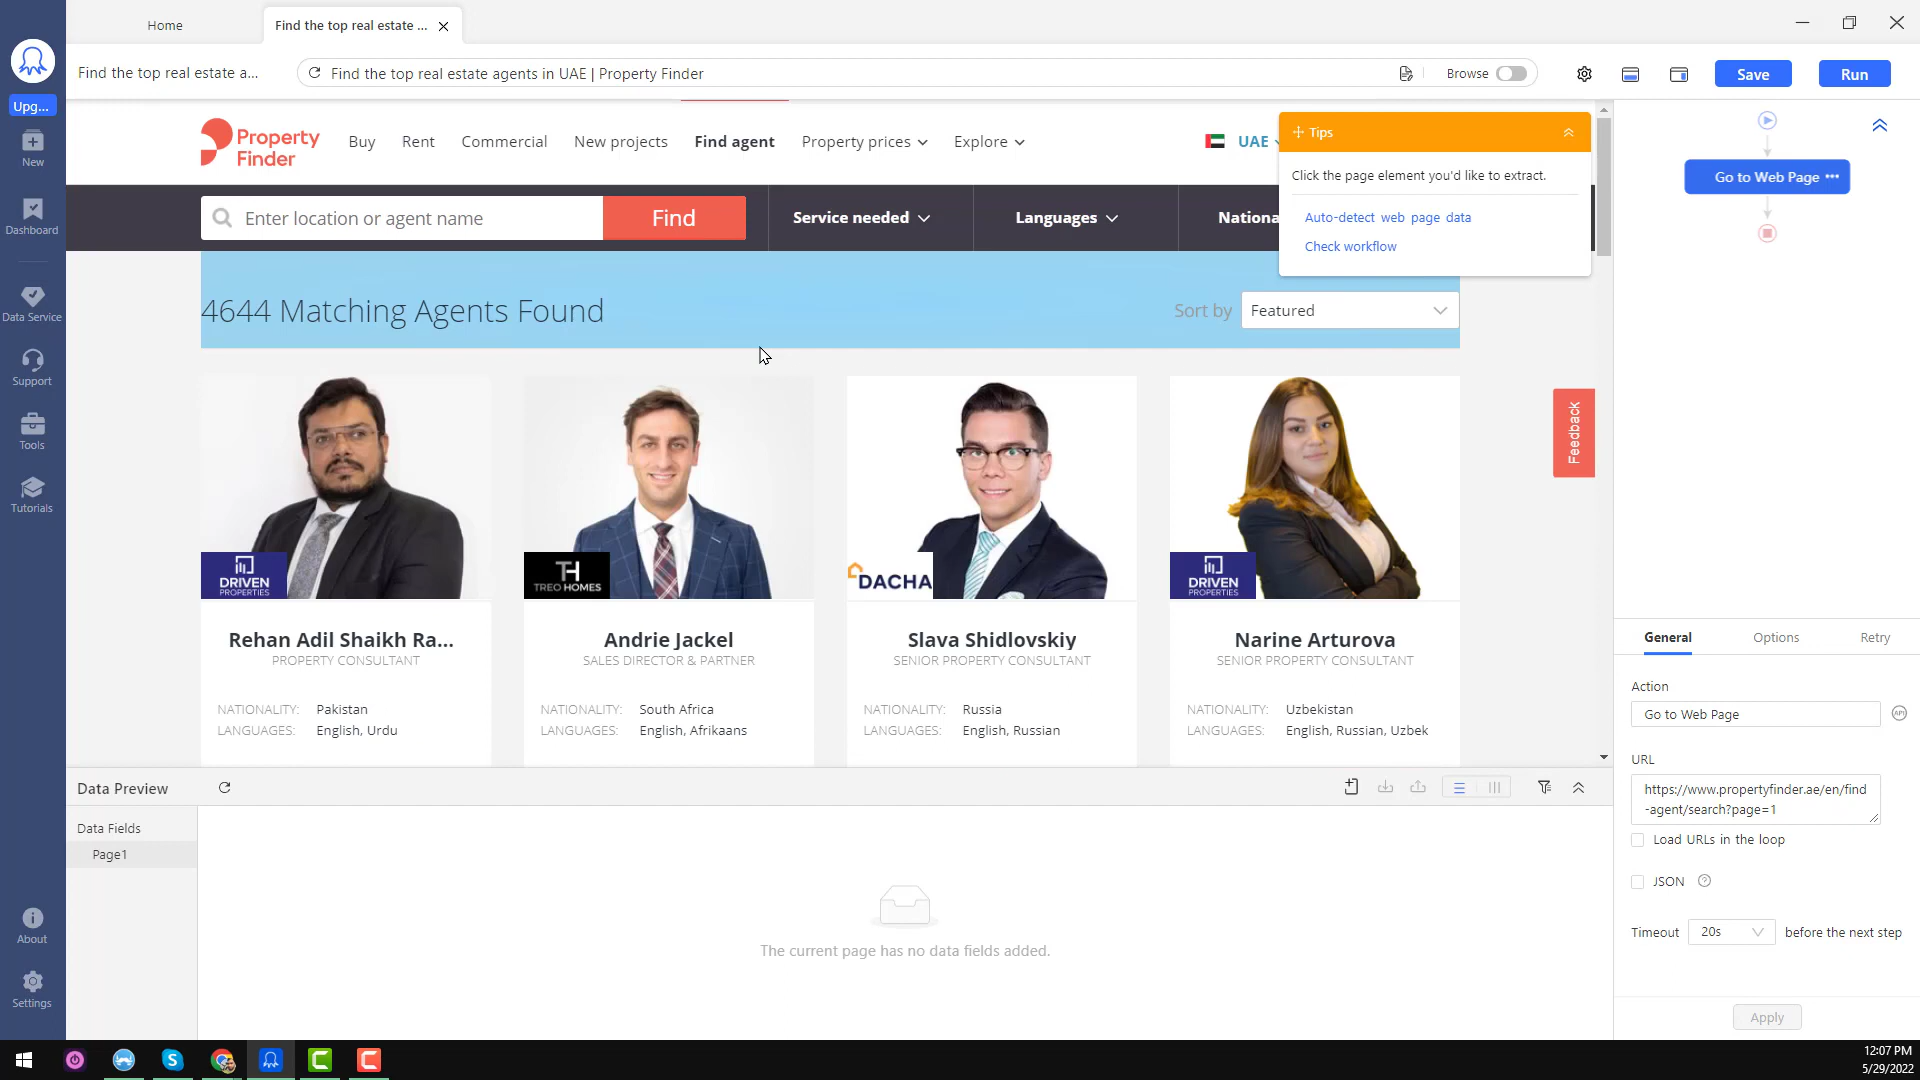 Home
Find the top real estate ...
Find the top real estate a...
Find the top real estate agents in UAE | Property Finder
Browse
Save
Run
Upg...
New
Dashboard
Data Service
Support
Tools
Tutorials
About
Settings
Property
Finder
Buy
Rent
Commercial
New projects
Find agent
Property prices
Explore
UAE
Enter location or agent name
Find
Service needed
Languages
Nationa
Tips
Click the page element you'd like to extract.
Auto-detect web page data
Check workflow
4644 Matching Agents Found
Sort by
Featured
Feedback
DRIVEN
PROPERTIES
TH
TREO HOMES
DACHA
DRIVEN
PROPERTIES
Rehan Adil Shaikh Ra...
PROPERTY CONSULTANT
NATIONALITY: Pakistan
LANGUAGES: English, Urdu
Andrie Jackel
SALES DIRECTOR & PARTNER
NATIONALITY: South Africa
LANGUAGES: English, Afrikaans
Slava Shidlovskiy
SENIOR PROPERTY CONSULTANT
NATIONALITY: Russia
LANGUAGES: English, Russian
Narine Arturova
SENIOR PROPERTY CONSULTANT
NATIONALITY: Uzbekistan
LANGUAGES: English, Russian, Uzbek
Go to Web Page
General
Options
Retry
Action
Go to Web Page
API
URL
https://www.propertyfinder.ae/en/find
-agent/search?page=1
Load URLs in the loop
JSON
Timeout 20s before the next step
Apply
Data Preview
Data Fields
Page1
The current page has no data fields added.
12:07 PM
5/29/2022